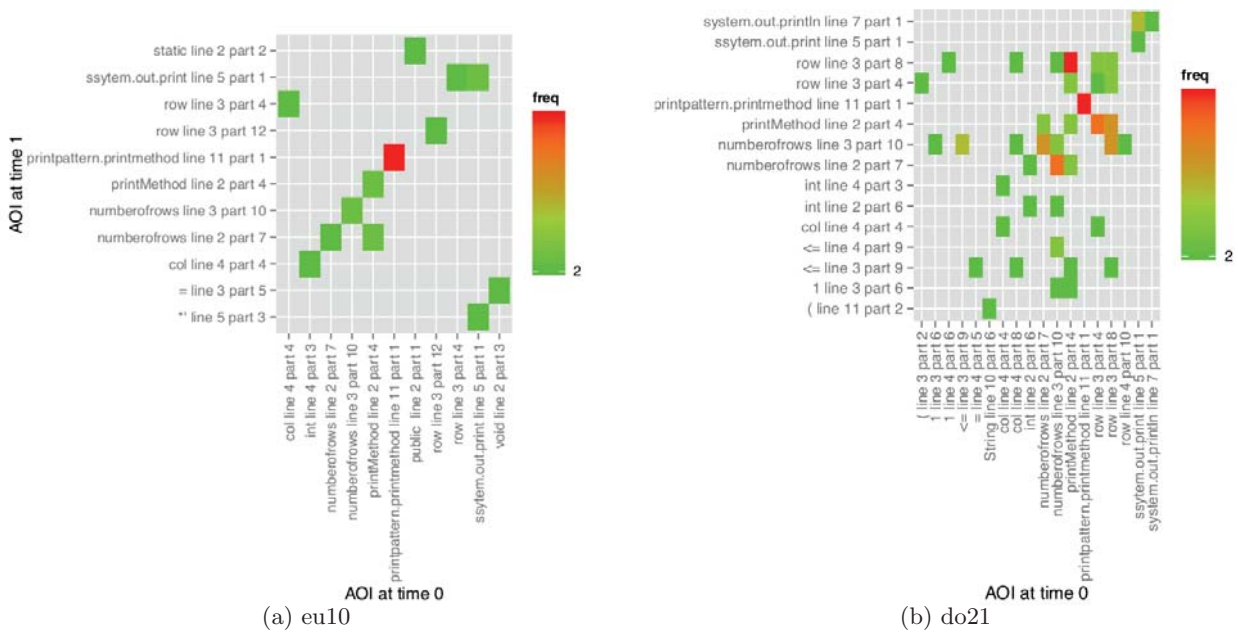 AOI at time 1
static line 2 part 2
ssytem.out.print line 5 part 1
row line 3 part 4
row line 3 part 12
printpattern.printmethod line 11 part 1
printMethod line 2 part 4
numberofrows line 3 part 10
numberofrows line 2 part 7
col line 4 part 4
= line 3 part 5
"' line 5 part 3
col line 4 part 4
int line 4 part 3
numberofrows line 2 part 7
numberofrows line 3 part 10
printMethod line 2 part 4
printpattern.printmethod line 11 part 1
public line 2 part 1
row line 3 part 12
row line 3 part 4
ssytem.out.print line 5 part 1
void line 2 part 3
AOI at time 0
freq
2
(a) eu10
system.out.println line 7 part 1
ssytem.out.print line 5 part 1
row line 3 part 8
row line 3 part 4
printpattern.printmethod line 11 part 1
printMethod line 2 part 4
numberofrows line 3 part 10
numberofrows line 2 part 7
int line 4 part 3
int line 2 part 6
col line 4 part 4
<= line 4 part 9
<= line 3 part 9
1 line 3 part 6
( line 11 part 2
( line 3 part 2
1 line 3 part 6
1 line 4 part 6
<= line 3 part 9
= line 4 part 5
String line 10 part 6
col line 4 part 4
col line 4 part 8
int line 2 part 6
numberofrows line 2 part 7
numberofrows line 3 part 10
printMethod line 2 part 4
printpattern.printmethod line 11 part 1
row line 3 part 4
row line 3 part 8
row line 4 part 10
ssytem.out.print line 5 part 1
system.out.println line 7 part 1
AOI at time 0
freq
2
(b) do21